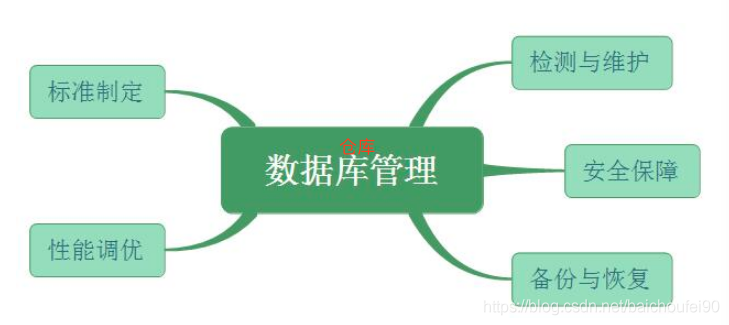 标准制定
性能调优
仓库
数据库管理
检测与维护
安全保障
备份与恢复
https://blog.csdn.net/baichoufei90